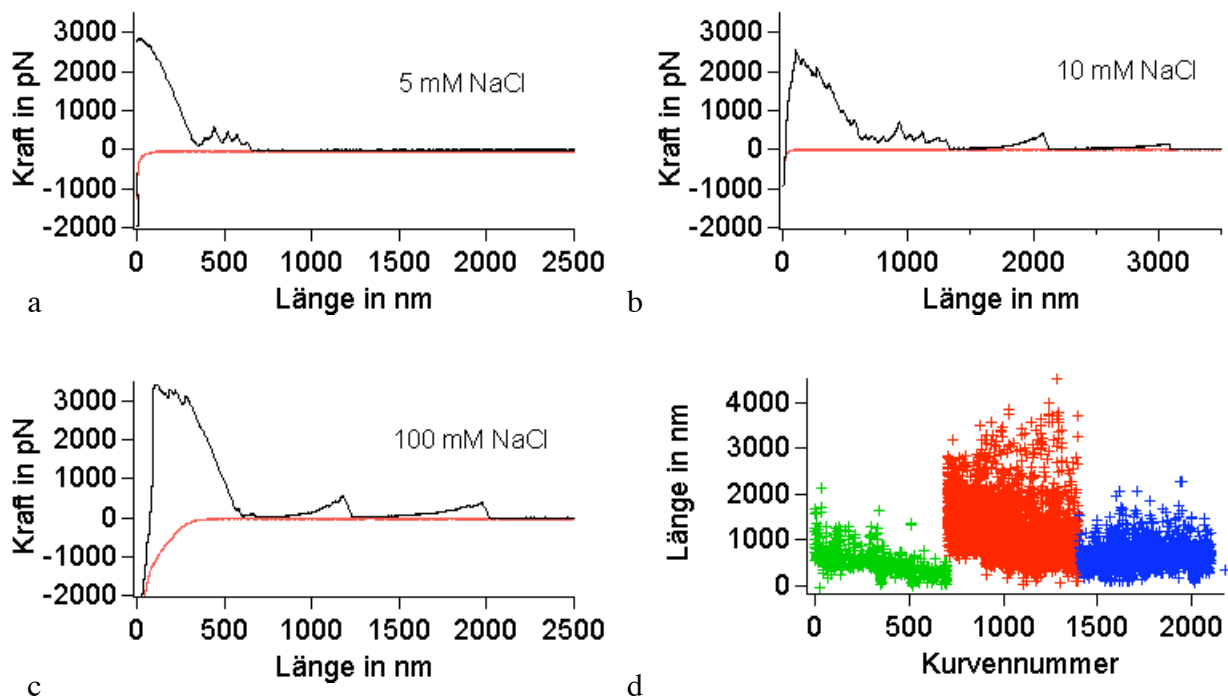 3000
2000
1000
0
-1000
-2000
Kraft in pN
5 mM NaCl
0 500 1000 1500 2000 2500
Länge in nm
a
3000
2000
1000
0
-1000
-2000
Kraft in pN
10 mM NaCl
0 1000 2000 3000
Länge in nm
b
3000
2000
1000
0
-1000
-2000
Kraft in pN
100 mM NaCl
0 500 1000 1500 2000 2500
Länge in nm
c
4000
3000
2000
1000
0
Länge in nm
0 500 1000 1500 2000
Kurvennummer
d